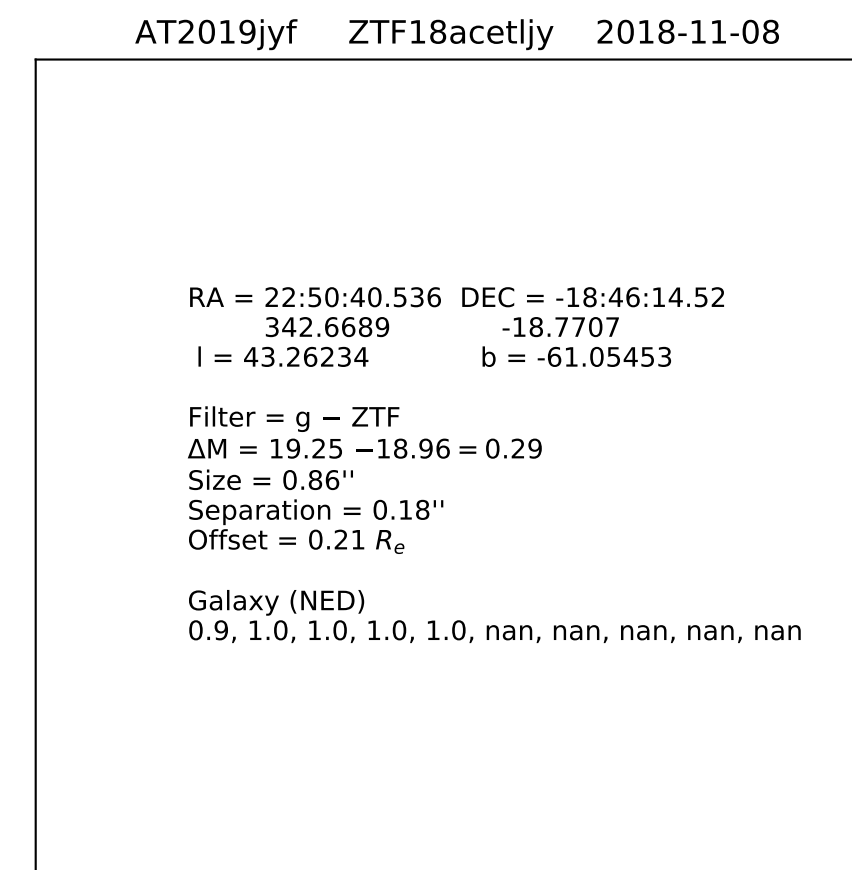 AT2019jyf ZTF18acetljy 2018-11-08
RA = 22:50:40.536 DEC = -18:46:14.52
342.6689 -18.7707
l = 43.26234 b = -61.05453
Filter = g − ZTF
ΔM = 19.25 −18.96 = 0.29
Size = 0.86''
Separation = 0.18''
Offset = 0.21 Re
Galaxy (NED)
0.9, 1.0, 1.0, 1.0, 1.0, nan, nan, nan, nan, nan